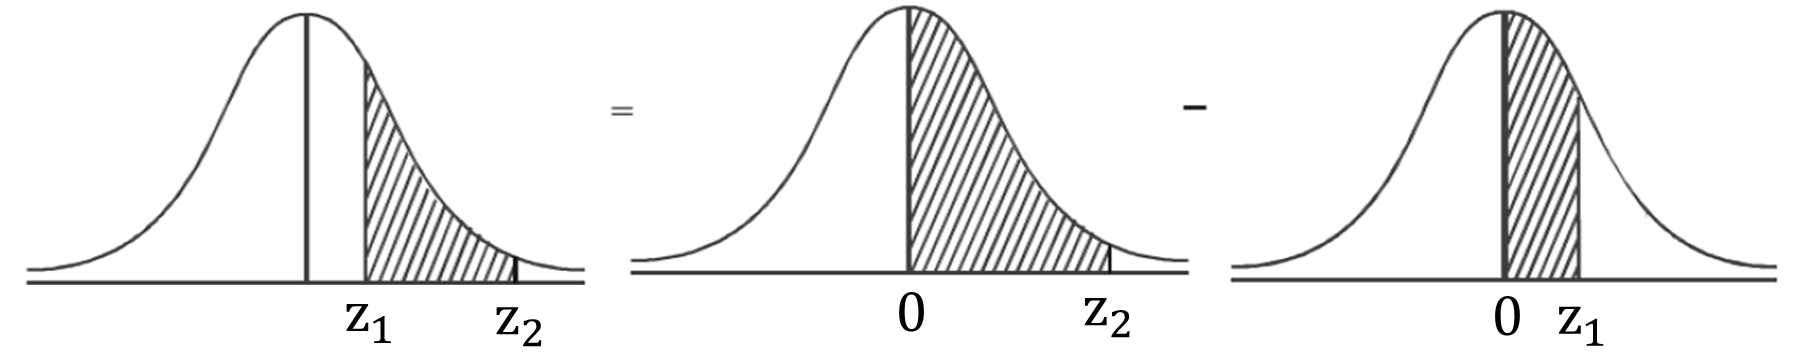 = −
z₁ z₂ 0 z₂ 0 z₁